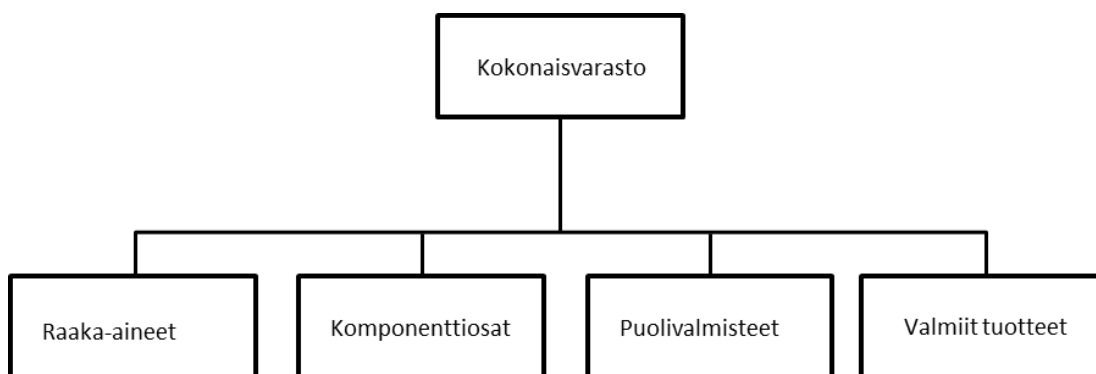 Kokonaisvarasto
Raaka-aineet
Komponenttiosat
Puolivalmisteet
Valmiit tuotteet